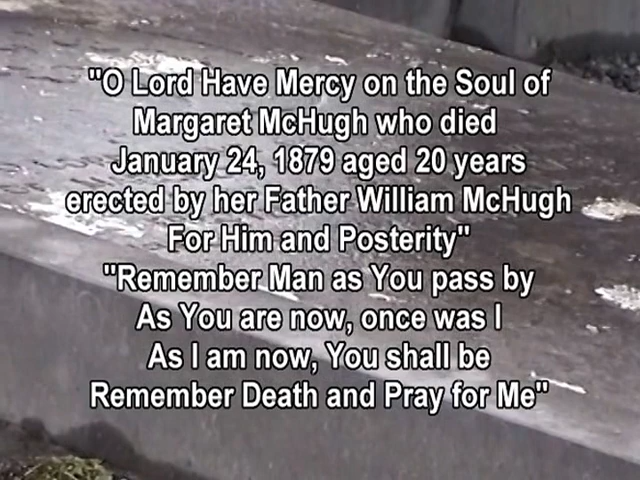 "O Lord Have Mercy on the Soul of
Margaret McHugh who died
January 24, 1879 aged 20 years
erected by her Father William McHugh
For Him and Posterity"
"Remember Man as You pass by
As You are now, once was I
As I am now, You shall be
Remember Death and Pray for Me"